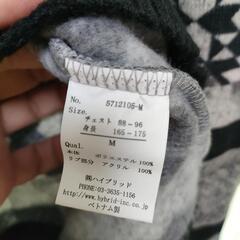 No. 5712105-M
Size.
チェスト 88-96
身長 165-175
M
Qua.
本体 ポリエステル 100%
リブ部分 アクリル 100%
㈱ハイブリッド
PHONE:03-3635-1156
http://www.hybrid-inc.co.jp/
ベトナム製